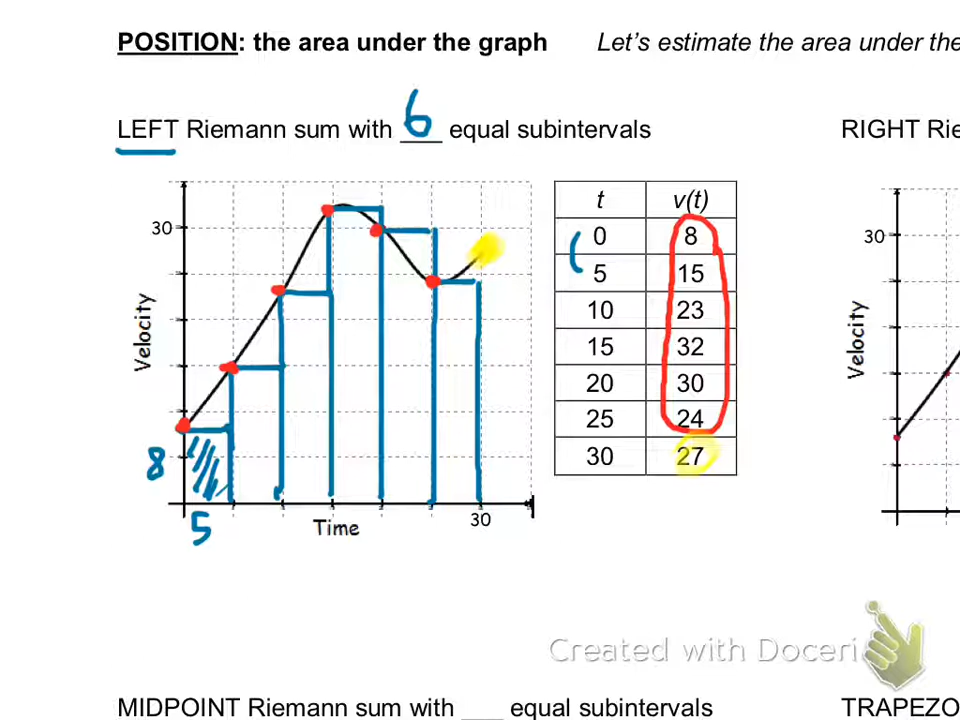 POSITION: the area under the graph
Let's estimate the area under the
LEFT Riemann sum with 6 equal subintervals
RIGHT Rie
t v(t)
0 8
5 15
10 23
15 32
20 30
25 24
30 27
30
Velocity
8
5
Time
30
30
Velocity
Created with Doceri
MIDPOINT Riemann sum with ___ equal subintervals
TRAPEZO